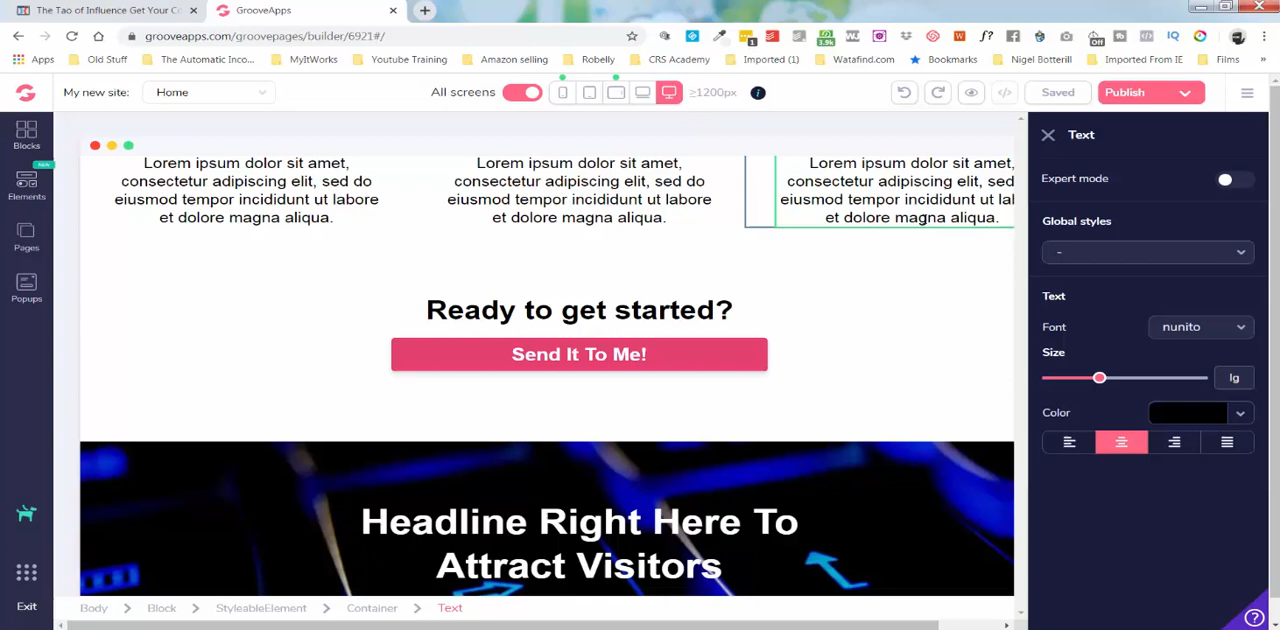 The Tao of Influence Get Your Co
GrooveApps
grooveapps.com/groovepages/builder/6921#/
Apps
Old Stuff
The Automatic Inco...
MyItWorks
Youtube Training
Amazon selling
Robelly
CRS Academy
Imported (1)
Watafind.com
Bookmarks
Nigel Botterill
Imported From IE
Films
»
My new site:
Home
All screens
≥1200px
Saved
Publish
Blocks
NEW
Elements
Pages
Popups
Exit
Lorem ipsum dolor sit amet,
consectetur adipiscing elit, sed do
eiusmod tempor incididunt ut labore
et dolore magna aliqua.
Lorem ipsum dolor sit amet,
consectetur adipiscing elit, sed do
eiusmod tempor incididunt ut labore
et dolore magna aliqua.
Lorem ipsum dolor sit am
consectetur adipiscing elit, sed
eiusmod tempor incididunt ut la
et dolore magna aliqua.
Ready to get started?
Send It To Me!
Headline Right Here To
Attract Visitors
Body
Block
StyleableElement
Container
Text
Text
Expert mode
Global styles
-
Text
Font
nunito
Size
lg
Color